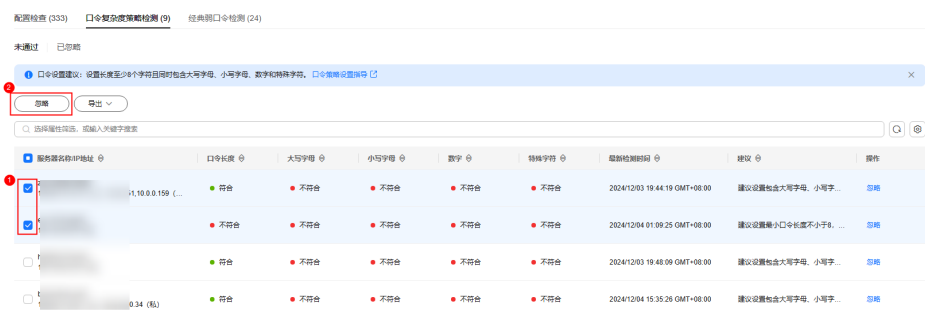 配置检查 (333) 口令复杂度策略检测 (9) 经典弱口令检测 (24)
未通过 已忽略
口令设置建议：设置长度至少8个字符且同时包含大写字母、小写字母、数字和特殊字符。 口令策略设置指导
2
忽略 导出
选择属性筛选，或输入关键字搜索
服务器名称/IP地址 口令长度 大写字母 小写字母 数字 特殊字符 最新检测时间 建议 操作
1
符合 不符合 不符合 不符合 不符合 2024/12/03 19:44:19 GMT+08:00 建议设置包含大写字母、小写字... 忽略
51,10.0.0.159（...
不符合 不符合 不符合 不符合 不符合 2024/12/04 01:09:25 GMT+08:00 建议设置最小口令长度不小于8、... 忽略
符合 不符合 不符合 不符合 不符合 2024/12/03 19:48:09 GMT+08:00 建议设置包含大写字母、小写字... 忽略
符合 不符合 不符合 不符合 不符合 2024/12/04 15:35:26 GMT+08:00 建议设置包含大写字母、小写字... 忽略
0.34（私）